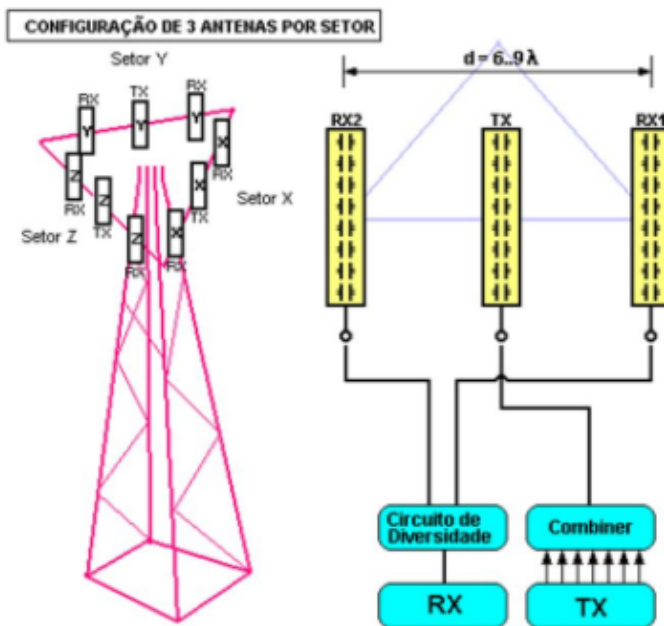 CONFIGURAÇÃO DE 3 ANTENAS POR SETOR
Setor Y
RX
TX
RX
Y
Y
Y
Z
RX
Z
TX
Z
RX
X
RX
X
TX
X
RX
Setor X
Setor Z
d = 6..9 λ
RX2
TX
RX1
Circuito de
Diversidade
Combiner
RX
TX